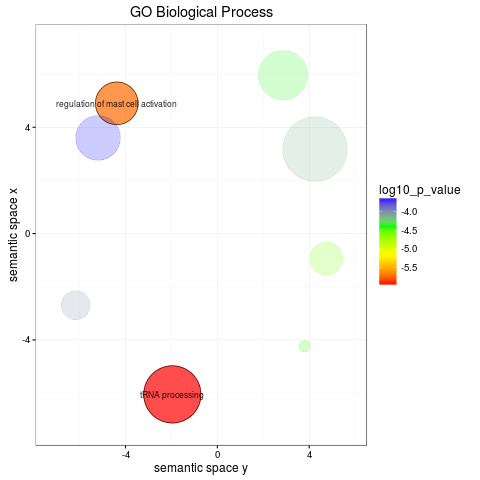 GO Biological Process
regulation of mast cell activation
tRNA processing
4
0
-4
semantic space x
-4
0
4
semantic space y
log10_p_value
-4.0
-4.5
-5.0
-5.5